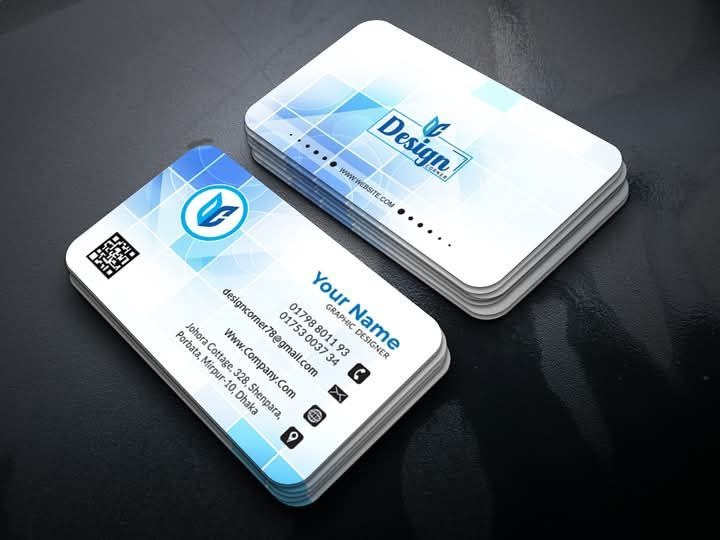 Design
CORNER
WWW.WEBSITE.COM
Your Name
GRAPHIC DESIGNER
01798 8011 93
01753 0037 34
designcorner78@gmail.com
Www.Company.Com
Johora Cottage, 328, Shenpara,
Porbata, Mirpur-10, Dhaka